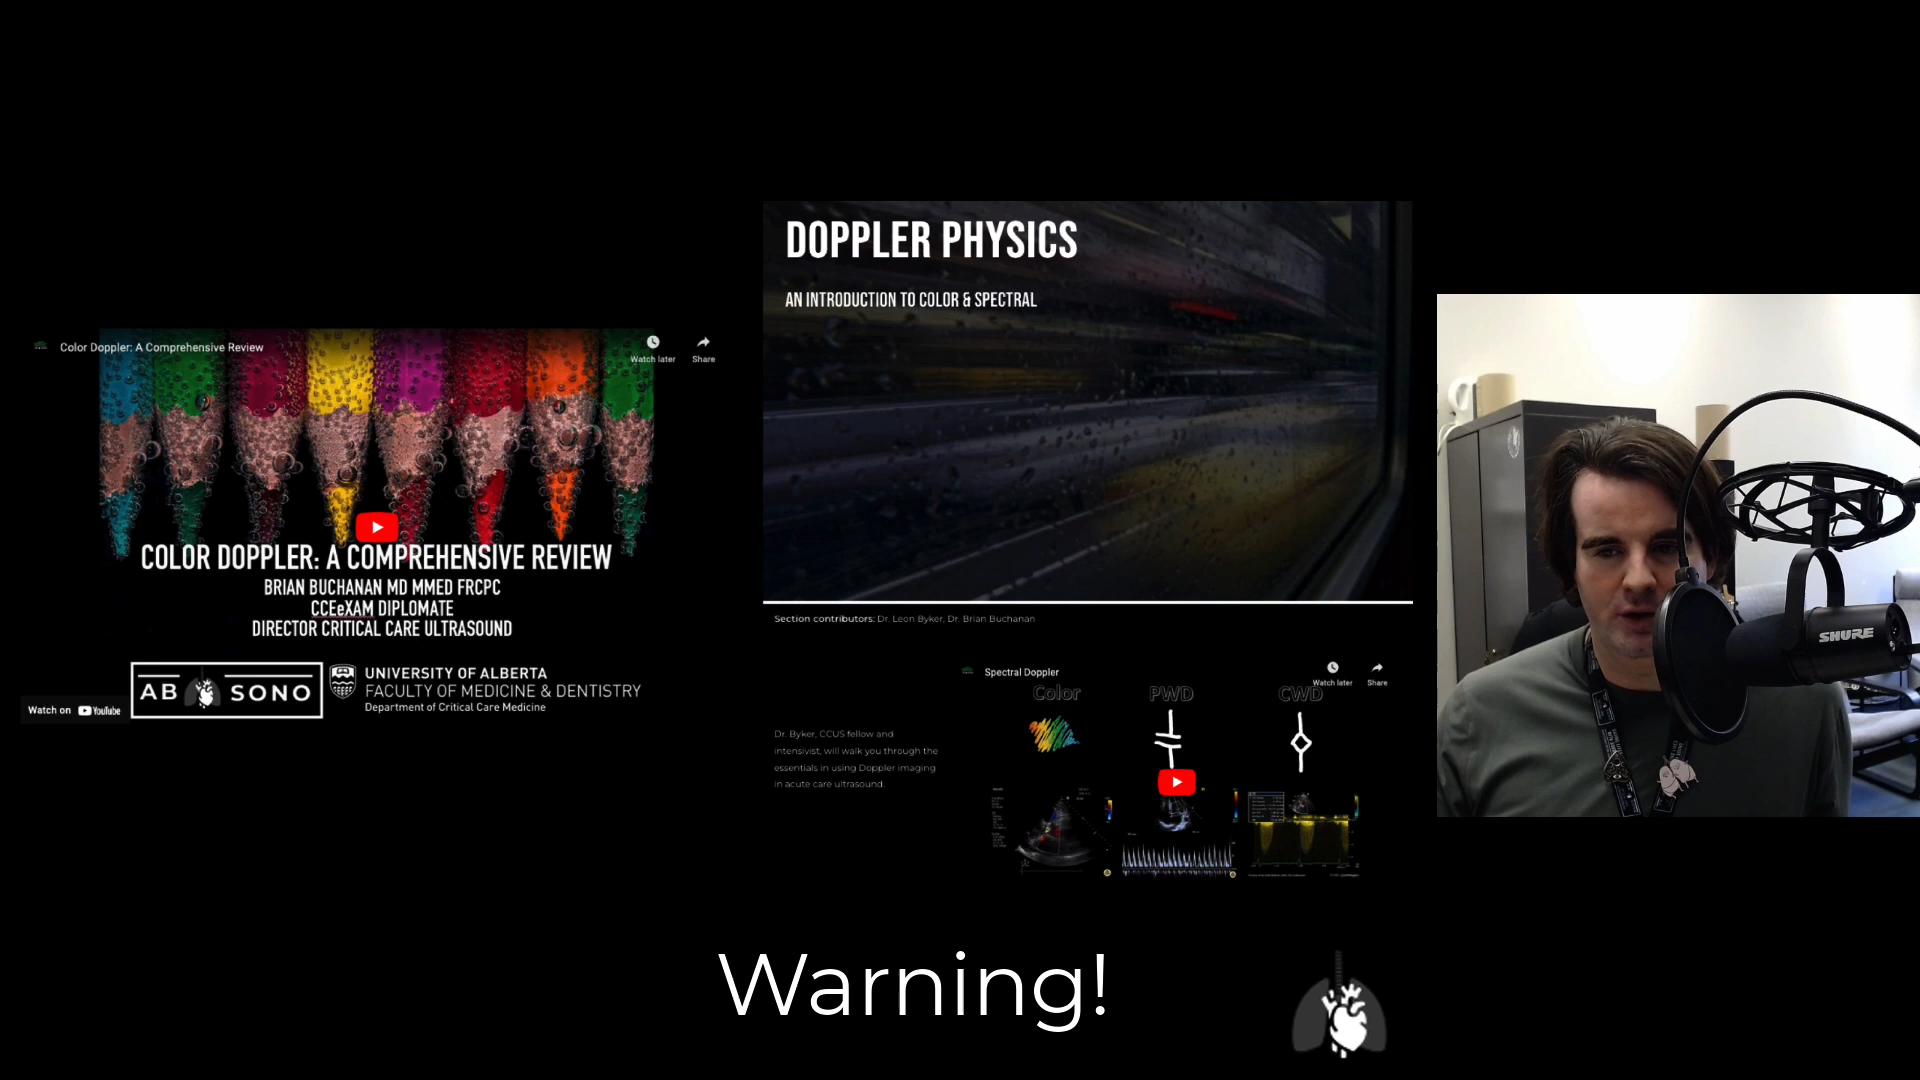 Color Doppler: A Comprehensive Review
Watch later
Share
COLOR DOPPLER: A COMPREHENSIVE REVIEW
BRIAN BUCHANAN MD MMED FRCPC
CCEeXAM DIPLOMATE
DIRECTOR CRITICAL CARE ULTRASOUND
AB SONO
UNIVERSITY OF ALBERTA
FACULTY OF MEDICINE & DENTISTRY
Department of Critical Care Medicine
Watch on YouTube
DOPPLER PHYSICS
AN INTRODUCTION TO COLOR & SPECTRAL
Section contributors: Dr. Leon Byker, Dr. Brian Buchanan
Spectral Doppler
Watch later
Share
Color
PWD
CWD
Dr. Byker, CCUS fellow and
intensivist, will walk you through the
essentials in using Doppler imaging
in acute care ultrasound.
SHURE
Warning!